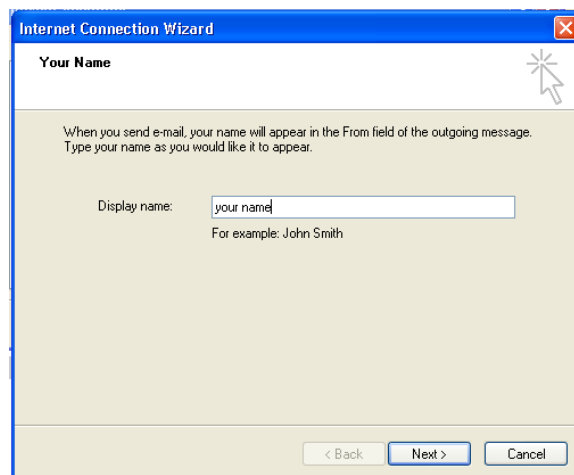 Internet Connection Wizard
Your Name
When you send e-mail, your name will appear in the From field of the outgoing message.
Type your name as you would like it to appear.
Display name: your name
For example: John Smith
< Back Next > Cancel